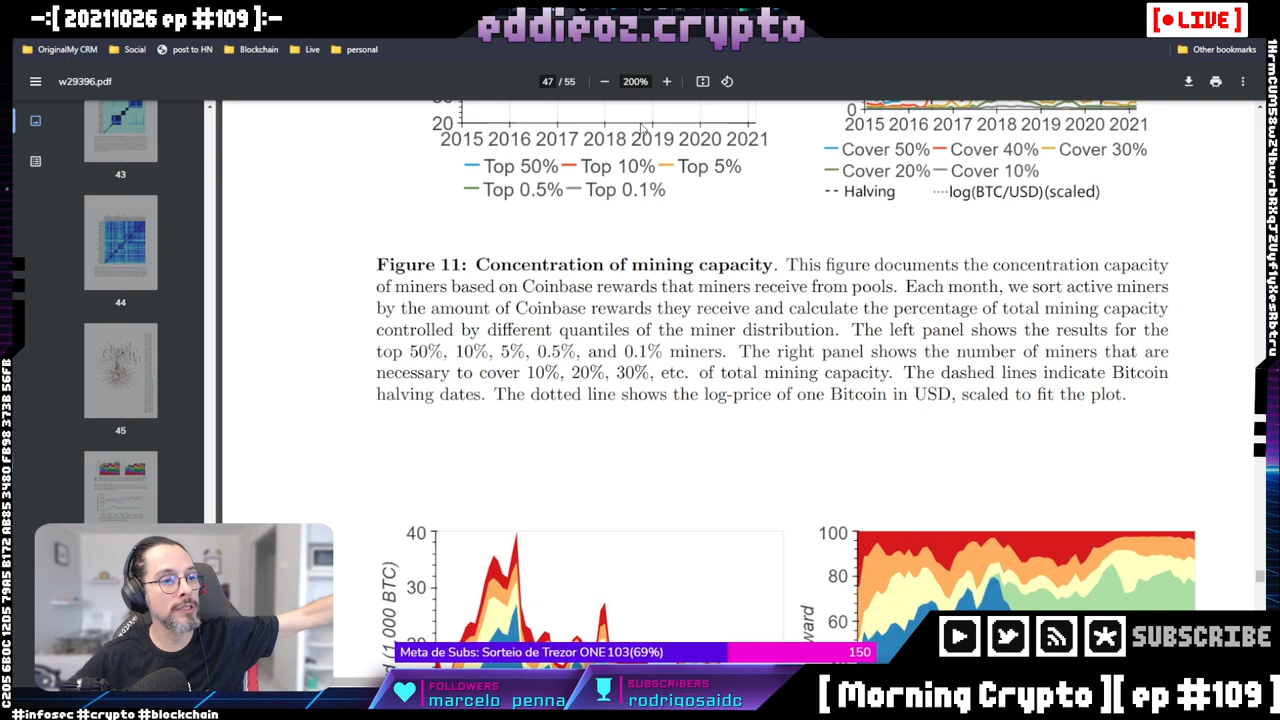 -:[ 20211026 ep #109 ]:-
eddieoz.crypto
[● LIVE]
OriginalMy CRM
Social
post to HN
Blockchain
Live
personal
Other bookmarks
w29396.pdf
47 / 55
200%
43
44
45
20
2015 2016 2017 2018 2019 2020 2021
Top 50% Top 10% Top 5%
Top 0.5% Top 0.1%
0
2015 2016 2017 2018 2019 2020 2021
Cover 50% Cover 40% Cover 30%
Cover 20% Cover 10%
Halving log(BTC/USD)(scaled)
Figure 11: Concentration of mining capacity. This figure documents the concentration capacity
of miners based on Coinbase rewards that miners receive from pools. Each month, we sort active miners
by the amount of Coinbase rewards they receive and calculate the percentage of total mining capacity
controlled by different quantiles of the miner distribution. The left panel shows the results for the
top 50%, 10%, 5%, 0.5%, and 0.1% miners. The right panel shows the number of miners that are
necessary to cover 10%, 20%, 30%, etc. of total mining capacity. The dashed lines indicate Bitcoin
halving dates. The dotted line shows the log-price of one Bitcoin in USD, scaled to fit the plot.
40
30
(1,000 BTC)
100
80
60
ward
Meta de Subs: Sorteio de Trezor ONE 103(69%)
150
SUBSCRIBE
FOLLOWERS
marcelo_penna_
SUBSCRIBERS
rodrigosaidc
[ Morning Crypto ][ ep #109 ]
#infosec #crypto #blockchain